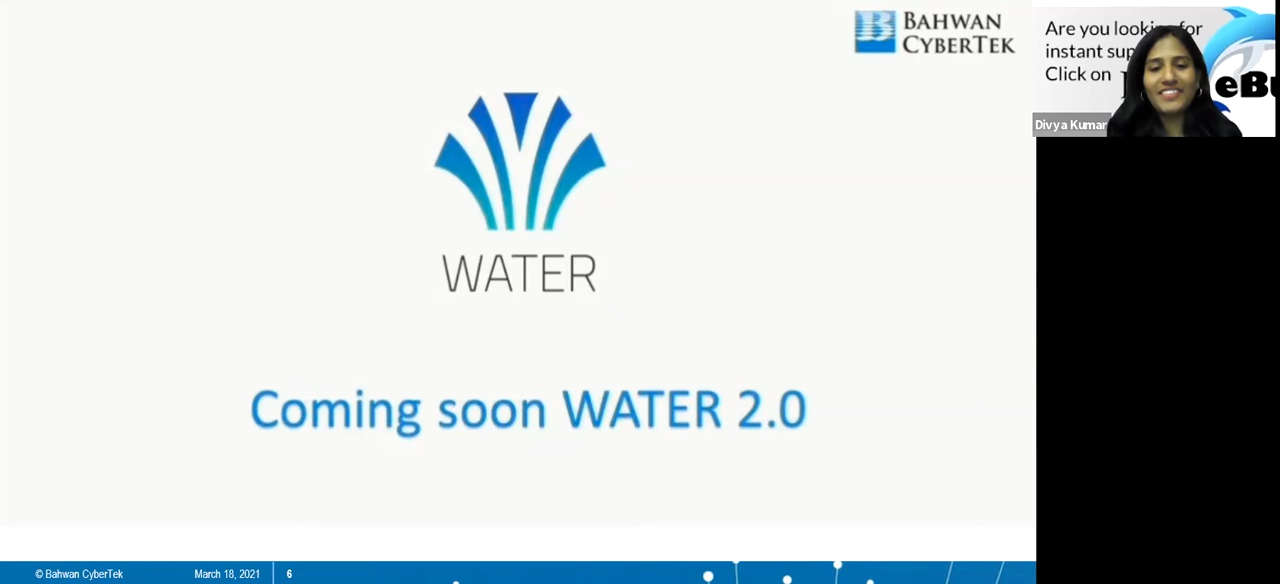 BAHWAN
CYBERTEK
WATER
Coming soon WATER 2.0
© Bahwan CyberTek March 18, 2021 6
Are you looking for
instant
Click on
Divya Kumar